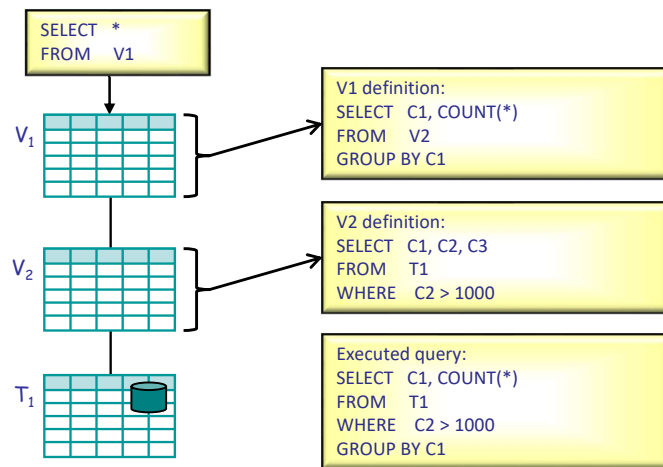 SELECT *
FROM V1
V1
V1 definition:
SELECT C1, COUNT(*)
FROM V2
GROUP BY C1
V2
V2 definition:
SELECT C1, C2, C3
FROM T1
WHERE C2 > 1000
T1
Executed query:
SELECT C1, COUNT(*)
FROM T1
WHERE C2 > 1000
GROUP BY C1